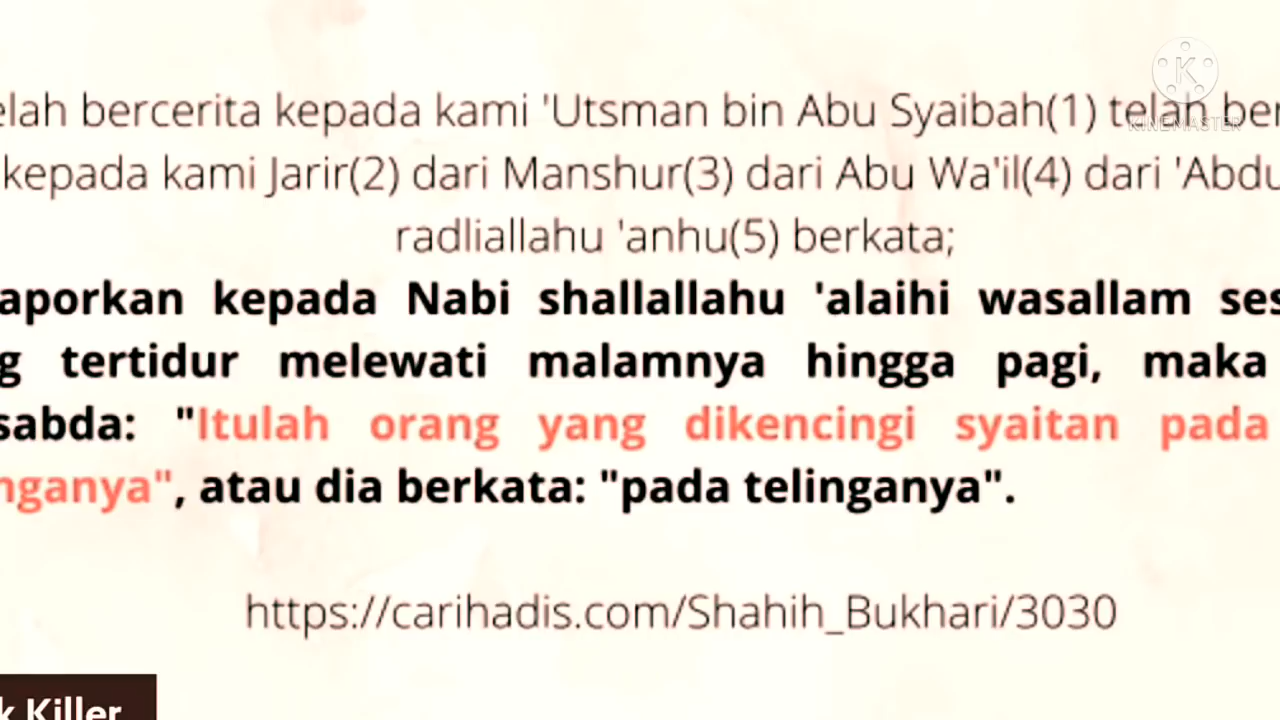 elah bercerita kepada kami 'Utsman bin Abu Syaibah(1) telah ber
kepada kami Jarir(2) dari Manshur(3) dari Abu Wa'il(4) dari 'Abdu
radliallahu 'anhu(5) berkata;
aporkan kepada Nabi shallallahu 'alaihi wasallam ses
g tertidur melewati malamnya hingga pagi, maka
sabda: "Itulah orang yang dikencingi syaitan pada
nganya", atau dia berkata: "pada telinganya".
https://carihadis.com/Shahih_Bukhari/3030
k Killer
K
KINEMASTER